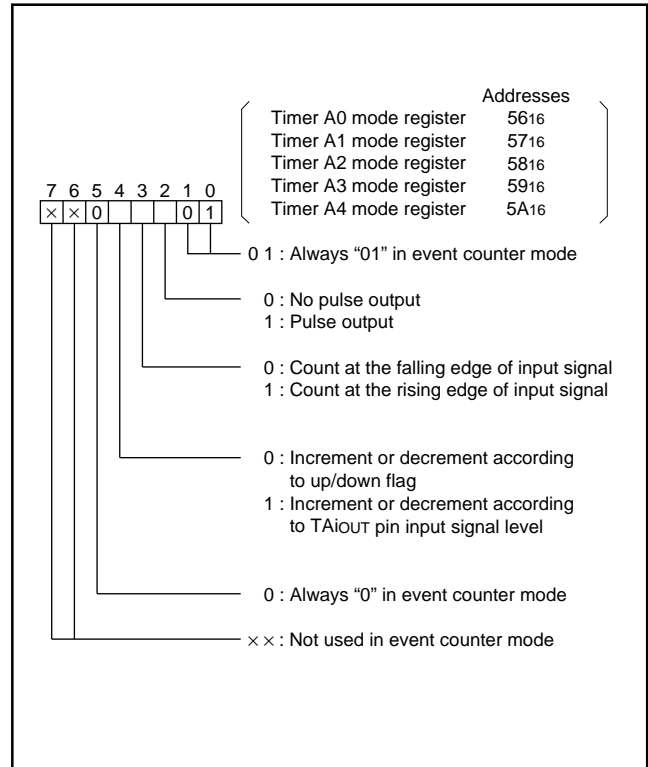 Addresses
Timer A0 mode register 5616
Timer A1 mode register 5716
Timer A2 mode register 5816
Timer A3 mode register 5916
Timer A4 mode register 5A16
7 6 5 4 3 2 1 0
× × 0 0 1
0 1 : Always “01” in event counter mode
0 : No pulse output
1 : Pulse output
0 : Count at the falling edge of input signal
1 : Count at the rising edge of input signal
0 : Increment or decrement according
to up/down flag
1 : Increment or decrement according
to TAiOUT pin input signal level
0 : Always “0” in event counter mode
× × : Not used in event counter mode